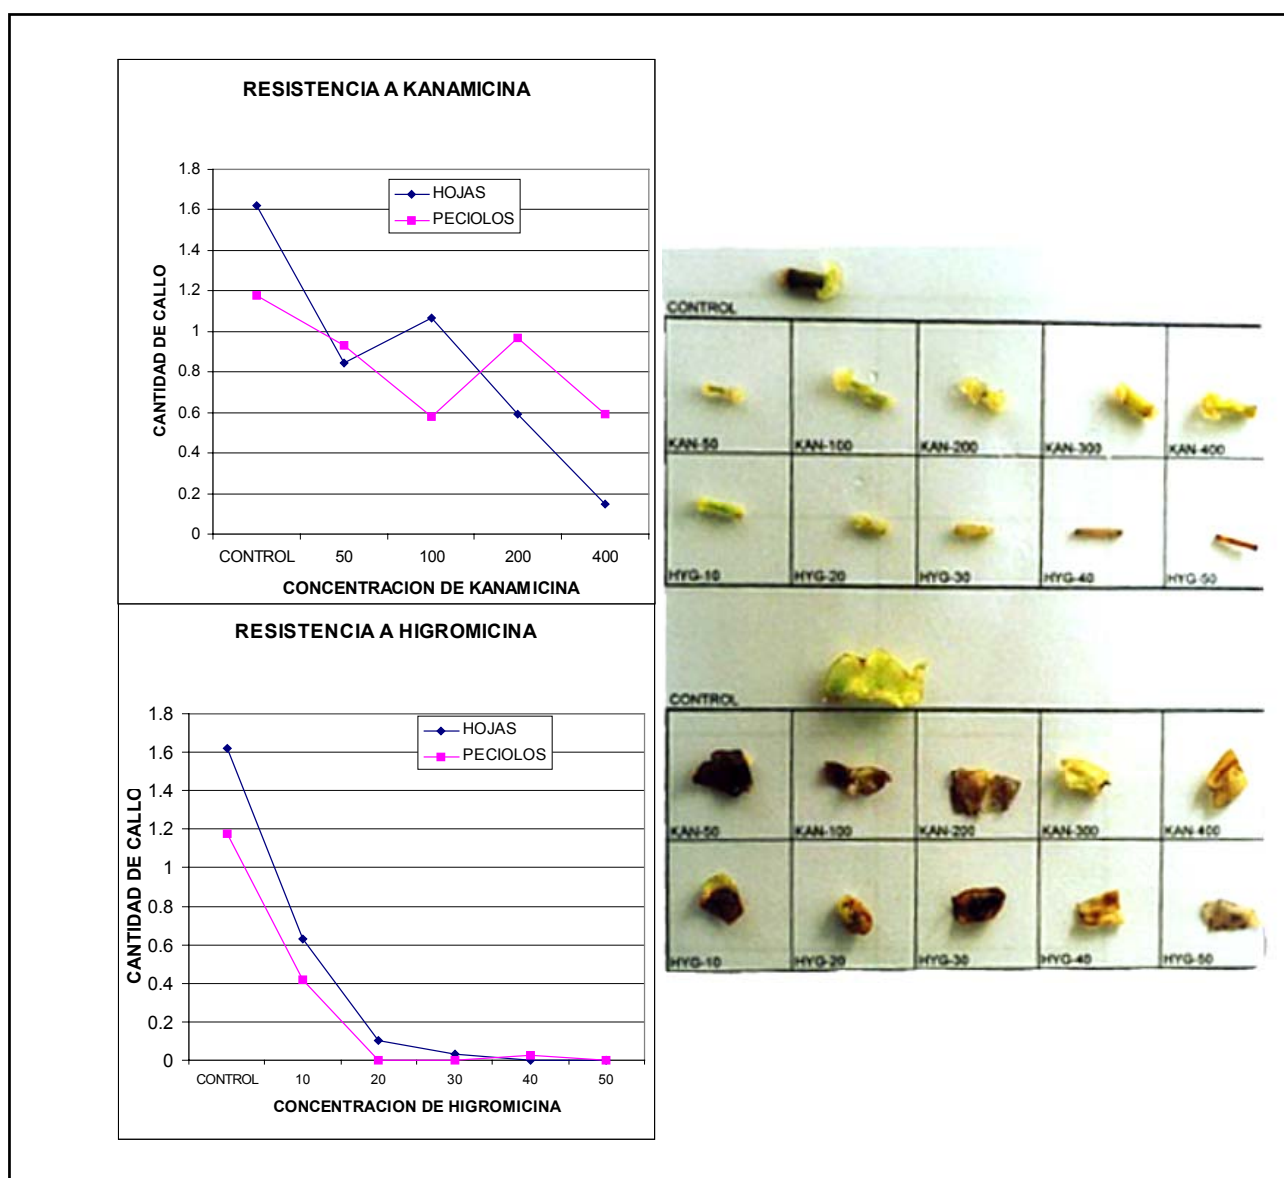 RESISTENCIA A KANAMICINA
1.8
1.6
1.4
1.2
1
0.8
0.6
0.4
0.2
0
HOJAS
PECIOLOS
CANTIDAD DE CALLO
CONTROL 50 100 200 400
CONCENTRACION DE KANAMICINA
RESISTENCIA A HIGROMICINA
1.8
1.6
1.4
1.2
1
0.8
0.6
0.4
0.2
0
HOJAS
PECIOLOS
CANTIDAD DE CALLO
CONTROL 10 20 30 40 50
CONCENTRACION DE HIGROMICINA
CONTROL
KAN-50 KAN-100 KAN-200 KAN-300 KAN-400
HYG-10 HYG-20 HYG-30 HYG-40 HYG-50
CONTROL
KAN-50 KAN-100 KAN-200 KAN-300 KAN-400
HYG-10 HYG-20 HYG-30 HYG-40 HYG-50